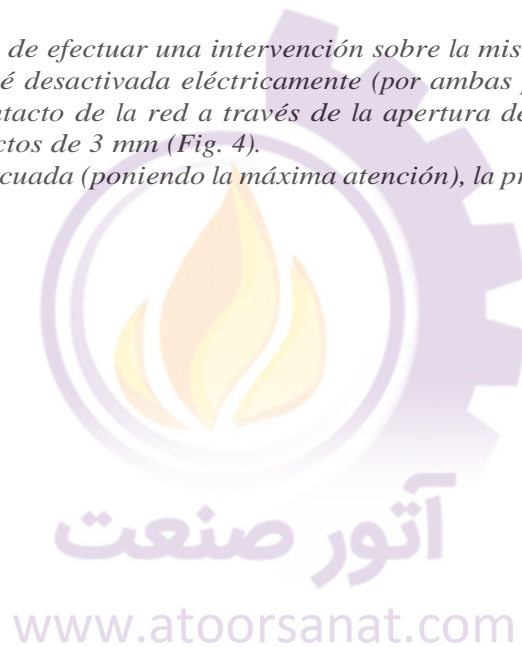 de efectuar una intervención sobre la mis
é desactivada eléctricamente (por ambas
ntacto de la red a través de la apertura de
ctos de 3 mm (Fig. 4).
cuada (poniendo la máxima atención), la pr
آتور صنعت
www.atoorsanat.com